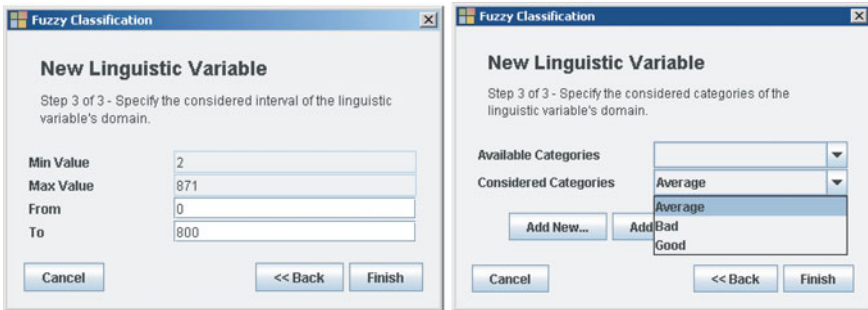 Fuzzy Classification
New Linguistic Variable
Step 3 of 3 - Specify the considered interval of the linguistic
variable's domain.
Min Value 2
Max Value 871
From 0
To 800
Cancel << Back Finish
Fuzzy Classification
New Linguistic Variable
Step 3 of 3 - Specify the considered categories of the
linguistic variable's domain.
Available Categories
Considered Categories Average
Average
Add New... Add Bad
Good
Cancel << Back Finish